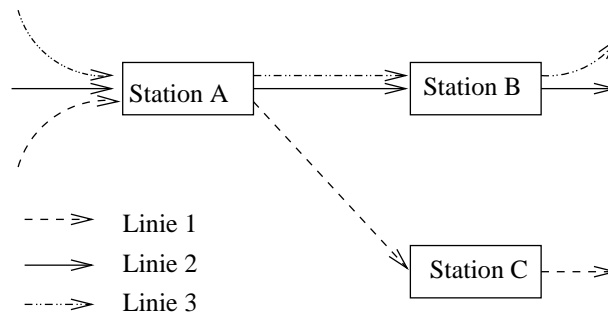 Station A
Station B
Station C
Linie 1
Linie 2
Linie 3